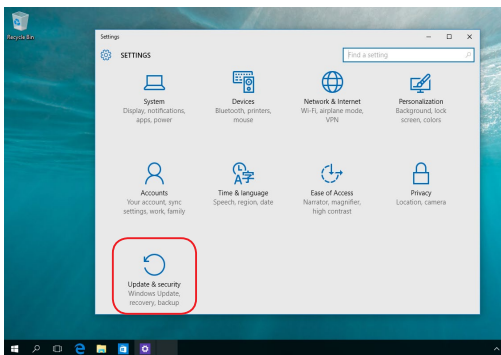 Recycle Bin
Settings
SETTINGS
Find a setting
System
Display, notifications,
apps, power
Devices
Bluetooth, printers,
mouse
Network & Internet
Wi-Fi, airplane mode,
VPN
Personalization
Background, lock
screen, colors
Accounts
Your account, sync
settings, work, family
Time & language
Speech, region, date
Ease of Access
Narrator, magnifier,
high contrast
Privacy
Location, camera
Update & security
Windows Update,
recovery, backup